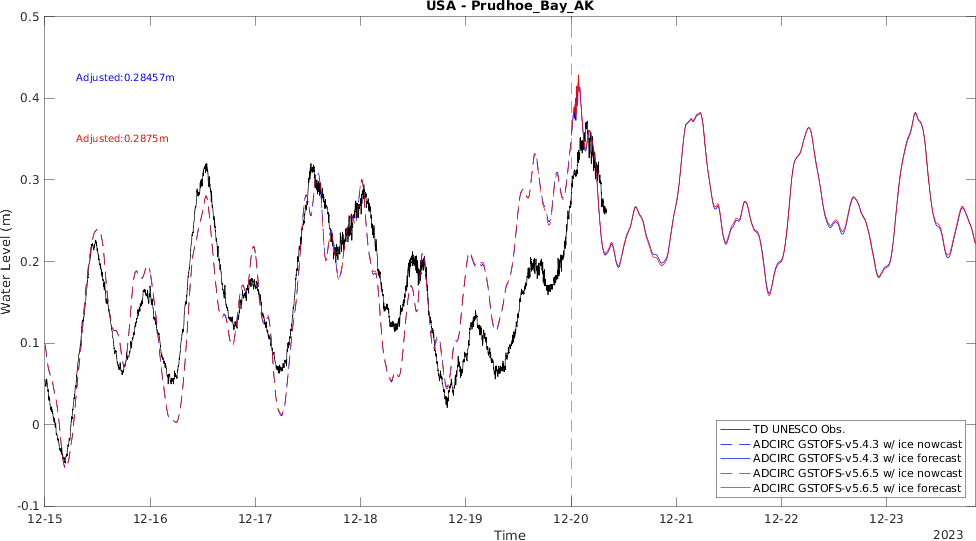 USA - Prudhoe_Bay_AK
0.5
0.4
0.3
0.2
0.1
0
-0.1
Water Level (m)
Adjusted:0.28457m
Adjusted:0.2875m
TD UNESCO Obs.
ADCIRC GSTOFS-v5.4.3 w/ ice nowcast
ADCIRC GSTOFS-v5.4.3 w/ ice forecast
ADCIRC GSTOFS-v5.6.5 w/ ice nowcast
ADCIRC GSTOFS-v5.6.5 w/ ice forecast
12-15 12-16 12-17 12-18 12-19 12-20 12-21 12-22 12-23
Time
2023